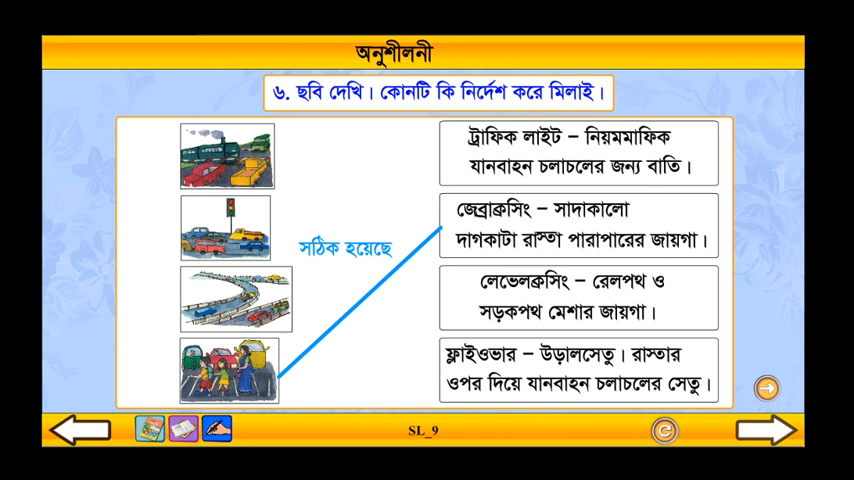 অনুশীলনী
৬. ছবি দেখি। কোনটি কি নির্দেশ করে মিলাই।
ট্রাফিক লাইট – নিয়মমাফিক
যানবাহন চলাচলের জন্য বাতি।
জেব্রাক্রসিং – সাদাকালো
দাগকাটা রাস্তা পারাপারের জায়গা।
সঠিক হয়েছে
লেভেলক্রসিং – রেলপথ ও
সড়কপথ মেশার জায়গা।
ফ্লাইওভার – উড়ালসেতু। রাস্তার
ওপর দিয়ে যানবাহন চলাচলের সেতু।
SL_9